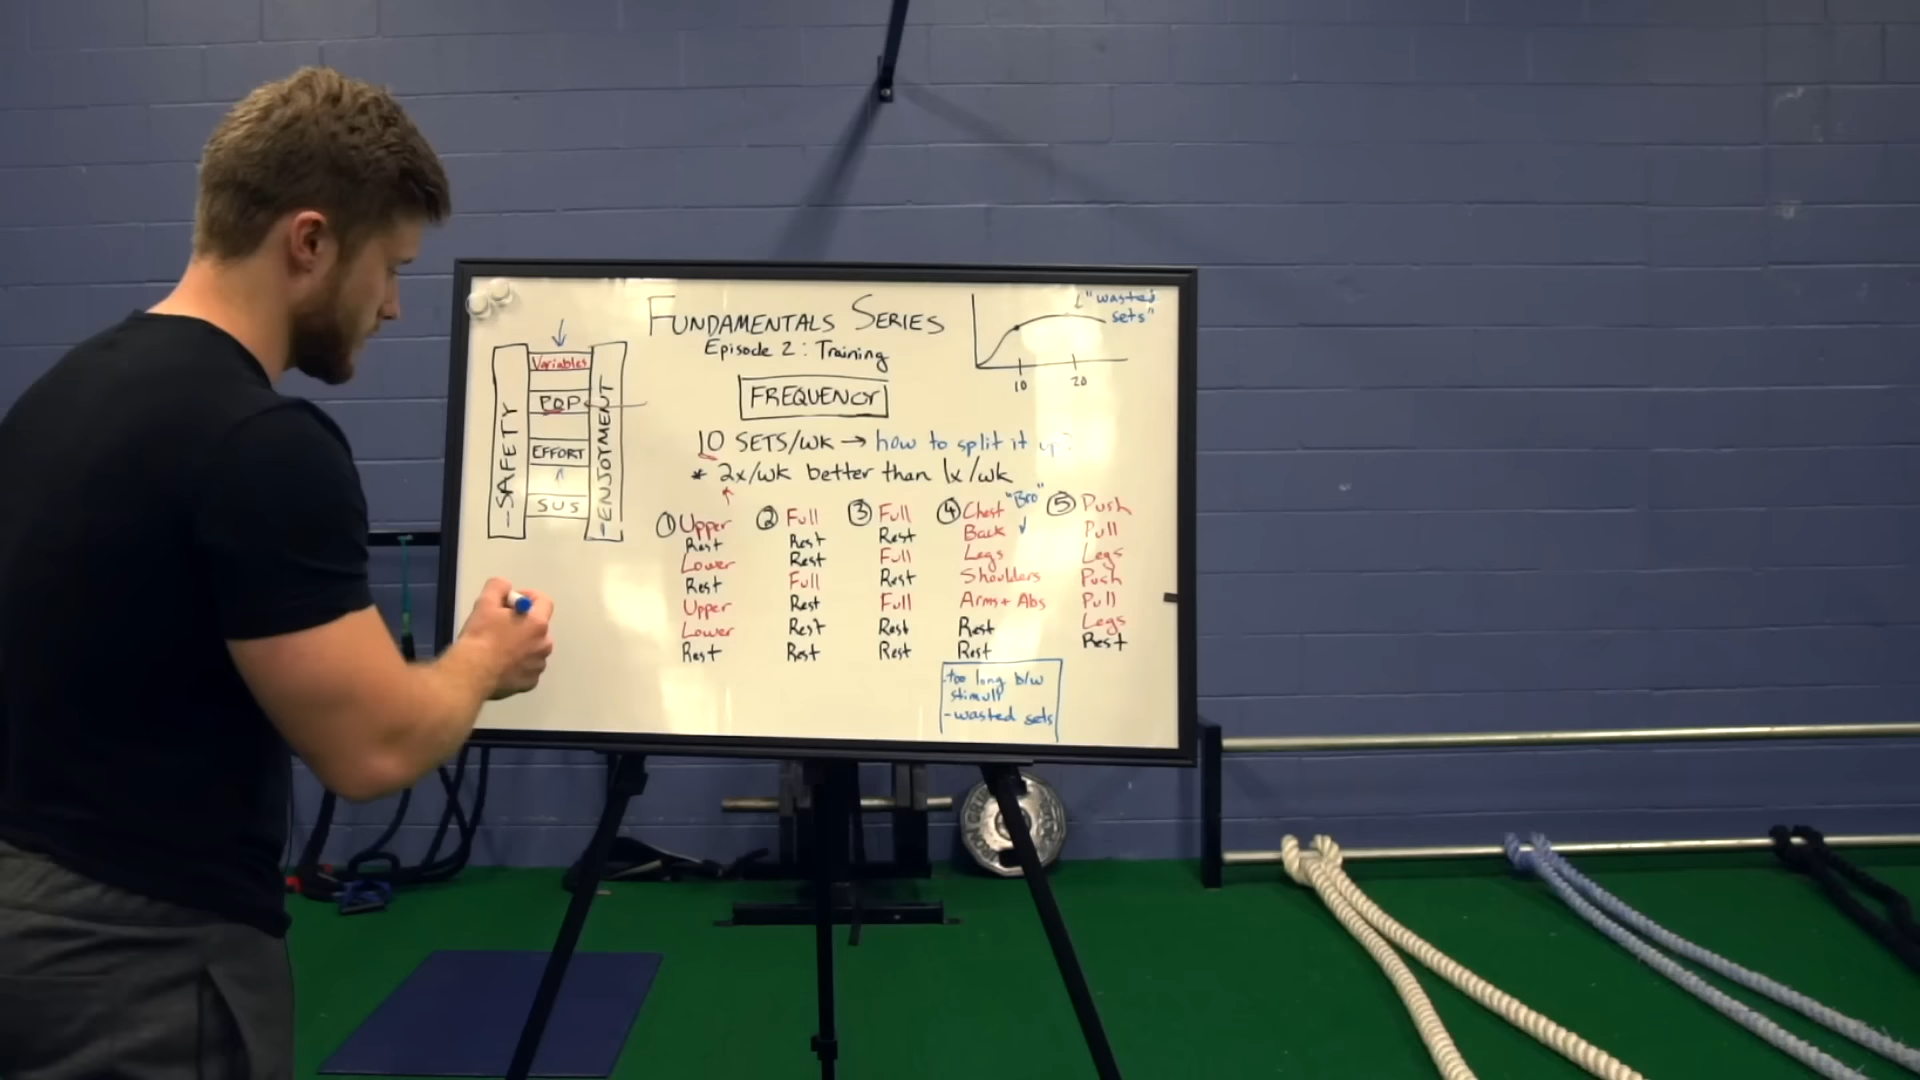 FUNDAMENTALS SERIES
Episode 2: Training
FREQUENCY
10 SETS/WK → how to split it up?
* 2x/wk better than 1x/wk
"wasted
sets"
10 20
Variables
POP
EFFORT
SUS
-SAFETY
-ENJOYMENT
① Upper
Rest
Lower
Rest
Upper
Lower
Rest
② Full
Rest
Rest
Full
Rest
Rest
Rest
③ Full
Rest
Full
Rest
Full
Rest
Rest
"Bro"
④ Chest
Back
Legs
Shoulders
Arms + Abs
Rest
Rest
-too long b/w
stimuli
-wasted sets
⑤ Push
Pull
Legs
Push
Pull
Legs
Rest